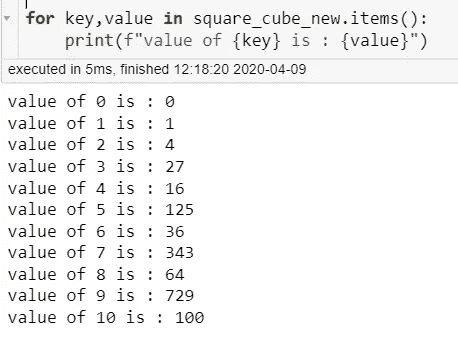 for key,value in square_cube_new.items():
    print(f"value of {key} is : {value}")
executed in 5ms, finished 12:18:20 2020-04-09
value of 0 is : 0
value of 1 is : 1
value of 2 is : 4
value of 3 is : 27
value of 4 is : 16
value of 5 is : 125
value of 6 is : 36
value of 7 is : 343
value of 8 is : 64
value of 9 is : 729
value of 10 is : 100